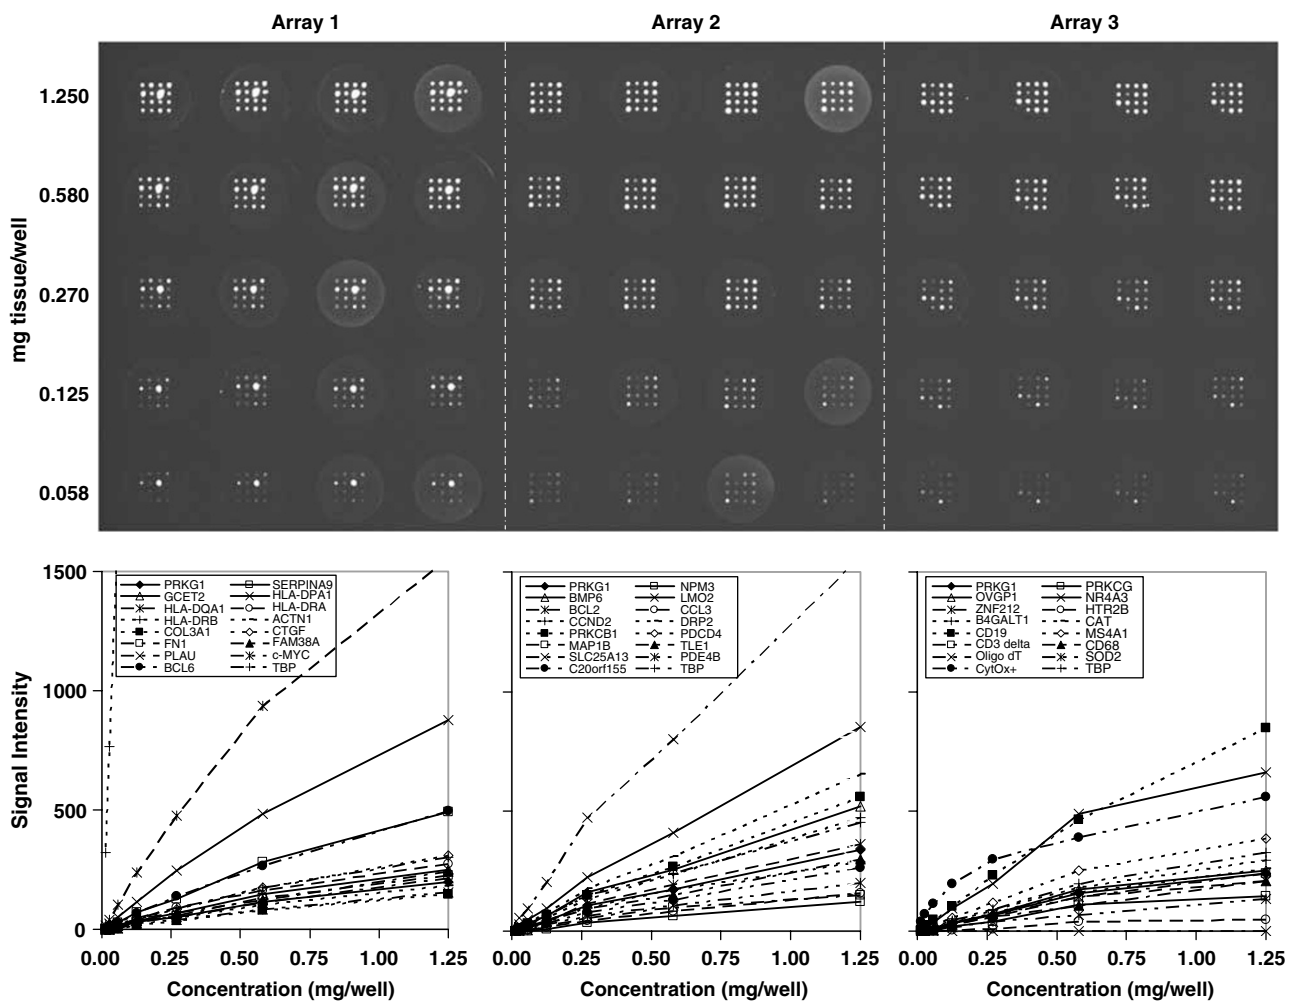 Array 1
Array 2
Array 3
mg tissue/well
1.250
0.580
0.270
0.125
0.058
Signal Intensity
1500
1000
500
0
PRKG1
GCET2
HLA-DQA1
HLA-DRB
COL3A1
FN1
PLAU
BCL6
SERPINA9
HLA-DPA1
HLA-DRA
ACTN1
CTGF
FAM38A
c-MYC
TBP
0.00 0.25 0.50 0.75 1.00 1.25
Concentration (mg/well)
PRKG1
BMP6
BCL2
CCND2
PRKCB1
MAP1B
SLC25A13
C20orf155
NPM3
LMO2
CCL3
DRP2
PDCD4
TLE1
PDE4B
TBP
0.00 0.25 0.50 0.75 1.00 1.25
Concentration (mg/well)
PRKG1
OVGP1
ZNF212
B4GALT1
CD19
CD3 delta
Oligo dT
CytOx+
PRKCG
NR4A3
HTR2B
CAT
MS4A1
CD68
SOD2
TBP
0.00 0.25 0.50 0.75 1.00 1.25
Concentration (mg/well)